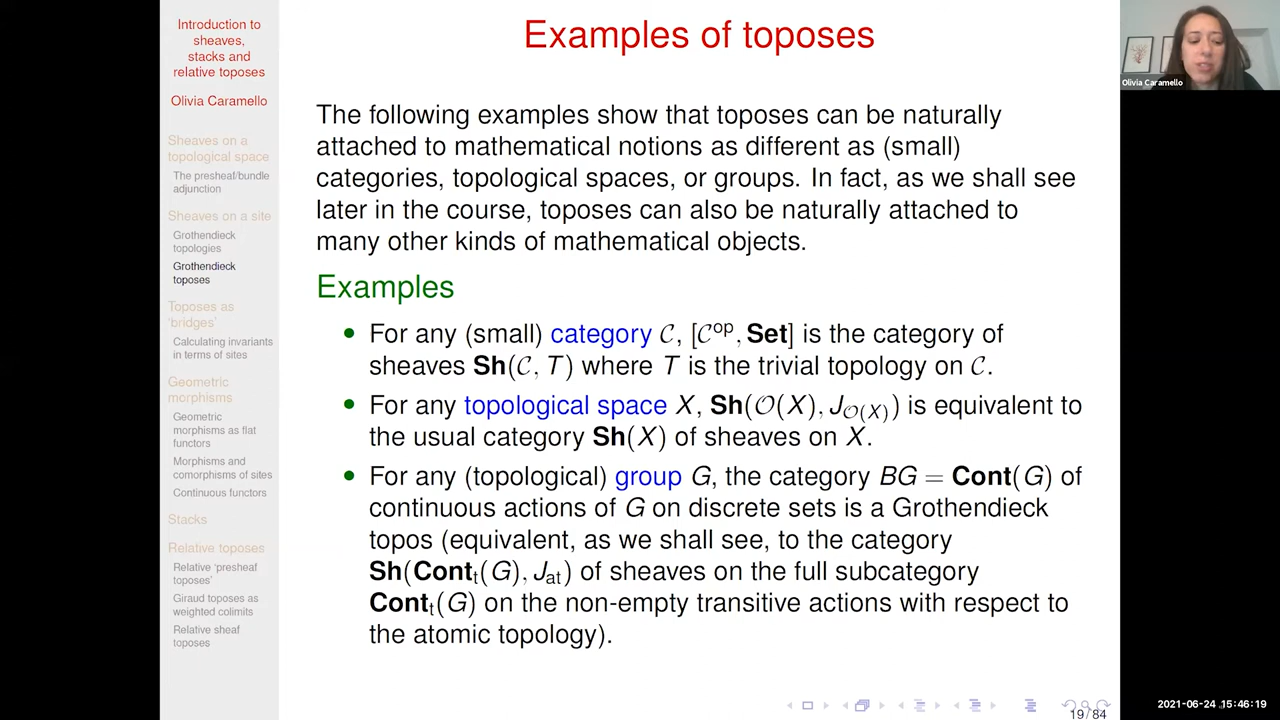 Introduction to
sheaves,
stacks and
relative toposes
Olivia Caramello
Sheaves on a
topological space
The presheaf/bundle
adjunction
Sheaves on a site
Grothendieck
topologies
Grothendieck
toposes
Toposes as
‘bridges’
Calculating invariants
in terms of sites
Geometric
morphisms
Geometric
morphisms as flat
functors
Morphisms and
comorphisms of sites
Continuous functors
Stacks
Relative toposes
Relative ‘presheaf
toposes’
Giraud toposes as
weighted colimits
Relative sheaf
toposes
Examples of toposes
The following examples show that toposes can be naturally
attached to mathematical notions as different as (small)
categories, topological spaces, or groups. In fact, as we shall see
later in the course, toposes can also be naturally attached to
many other kinds of mathematical objects.
Examples
• For any (small) category 𝒞, [𝒞ᵒᵖ, Set] is the category of
sheaves Sh(𝒞, T) where T is the trivial topology on 𝒞.
• For any topological space X, Sh(𝒪(X), J_𝒪(X)) is equivalent to
the usual category Sh(X) of sheaves on X.
• For any (topological) group G, the category BG = Cont(G) of
continuous actions of G on discrete sets is a Grothendieck
topos (equivalent, as we shall see, to the category
Sh(Contₜ(G), J_at) of sheaves on the full subcategory
Contₜ(G) on the non-empty transitive actions with respect to
the atomic topology).
19/84
Olivia Caramello
2021-06-24 15:46:19